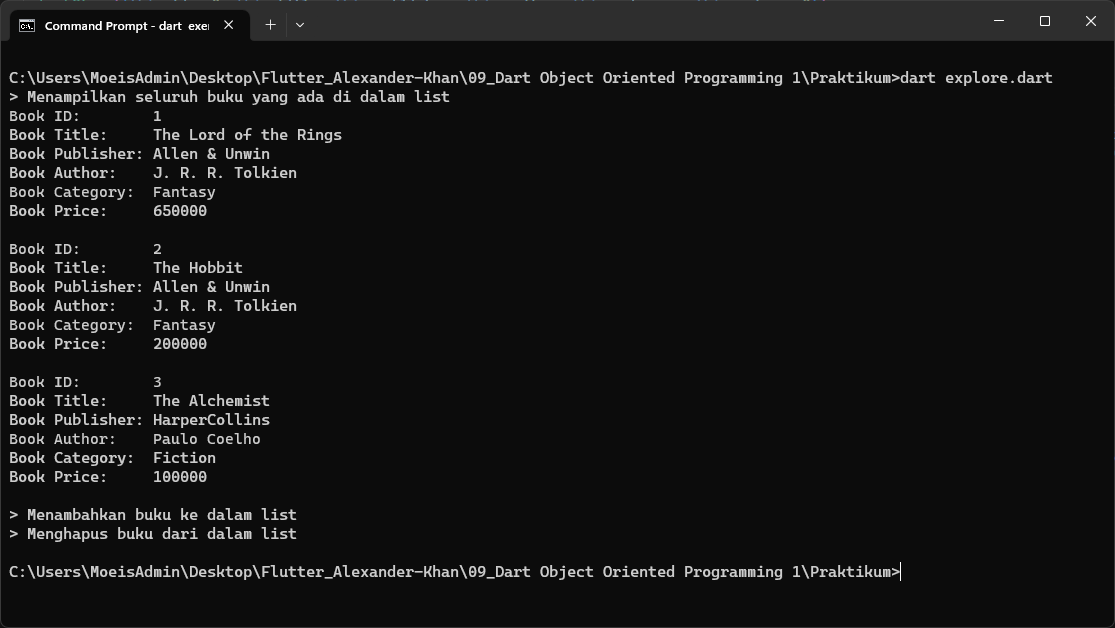 Command Prompt - dart  exe
C:\Users\MoeisAdmin\Desktop\Flutter_Alexander-Khan\09_Dart Object Oriented Programming 1\Praktikum>dart explore.dart
> Menampilkan seluruh buku yang ada di dalam list
Book ID:        1
Book Title:     The Lord of the Rings
Book Publisher: Allen & Unwin
Book Author:    J. R. R. Tolkien
Book Category:  Fantasy
Book Price:     650000
Book ID:        2
Book Title:     The Hobbit
Book Publisher: Allen & Unwin
Book Author:    J. R. R. Tolkien
Book Category:  Fantasy
Book Price:     200000
Book ID:        3
Book Title:     The Alchemist
Book Publisher: HarperCollins
Book Author:    Paulo Coelho
Book Category:  Fiction
Book Price:     100000
> Menambahkan buku ke dalam list
> Menghapus buku dari dalam list
C:\Users\MoeisAdmin\Desktop\Flutter_Alexander-Khan\09_Dart Object Oriented Programming 1\Praktikum>